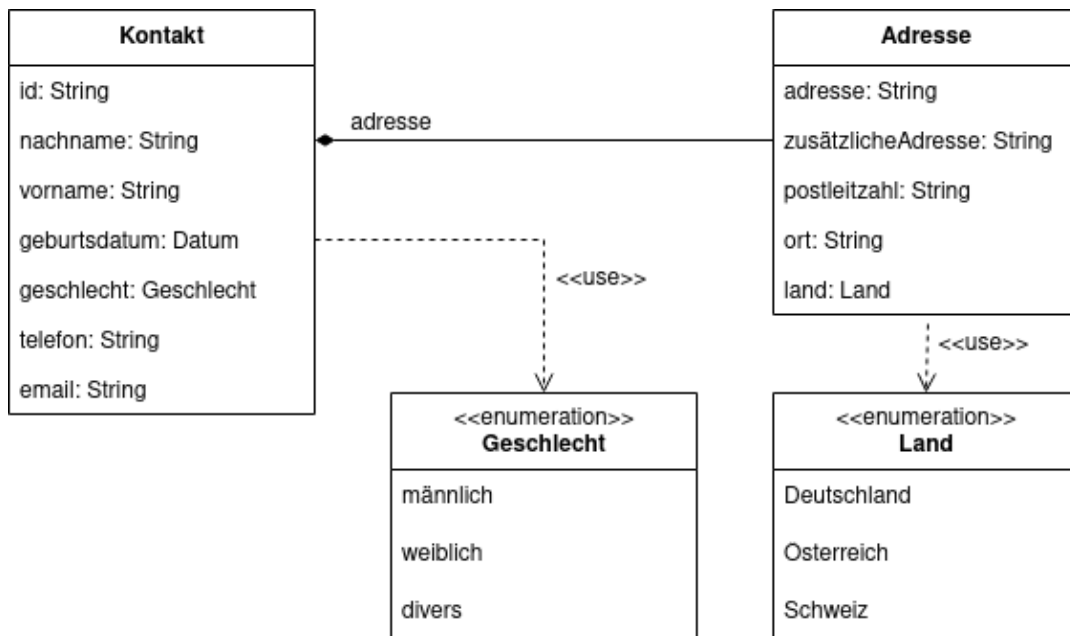 Kontakt
id: String
nachname: String
vorname: String
geburtsdatum: Datum
geschlecht: Geschlecht
telefon: String
email: String
adresse
Adresse
adresse: String
zusätzlicheAdresse: String
postleitzahl: String
ort: String
land: Land
<<use>>
<<use>>
<<enumeration>>
Geschlecht
männlich
weiblich
divers
<<enumeration>>
Land
Deutschland
Österreich
Schweiz